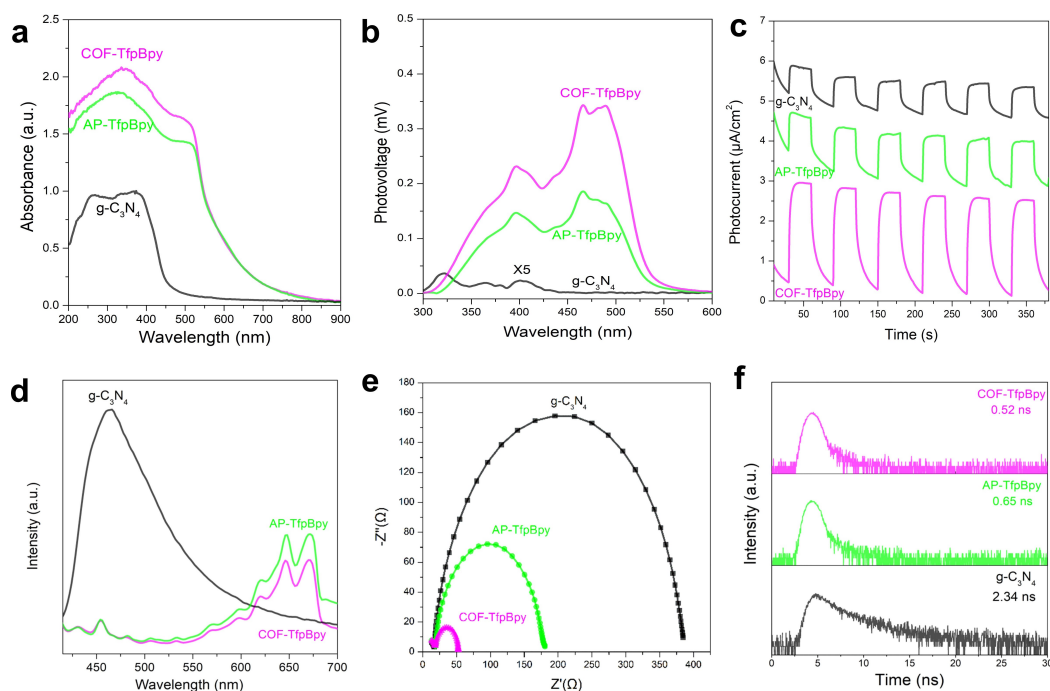 a
2.5
2.0
1.5
1.0
0.5
0.0
Absorbance (a.u.)
COF-TfpBpy
AP-TfpBpy
g-C₃N₄
200 300 400 500 600 700 800 900
Wavelength (nm)
b
0.5
0.4
0.3
0.2
0.1
0.0
Photovoltage (mV)
COF-TfpBpy
AP-TfpBpy
X5
g-C₃N₄
300 400 500 600
Wavelength (nm)
c
7
6
5
4
3
2
1
0
Photocurrent (µA/cm²)
g-C₃N₄
AP-TfpBpy
COF-TfpBpy
50 100 150 200 250 300 350
Time (s)
d
Intensity (a.u.)
g-C₃N₄
AP-TfpBpy
COF-TfpBpy
450 500 550 600 650 700
Wavelength (nm)
e
180
160
140
120
100
80
60
40
20
0
-Z"(Ω)
g-C₃N₄
AP-TfpBpy
COF-TfpBpy
0 50 100 150 200 250 300 350 400
Z'(Ω)
f
Intensity (a.u.)
COF-TfpBpy
0.52 ns
AP-TfpBpy
0.65 ns
g-C₃N₄
2.34 ns
0 5 10 15 20 25 30
Time (ns)